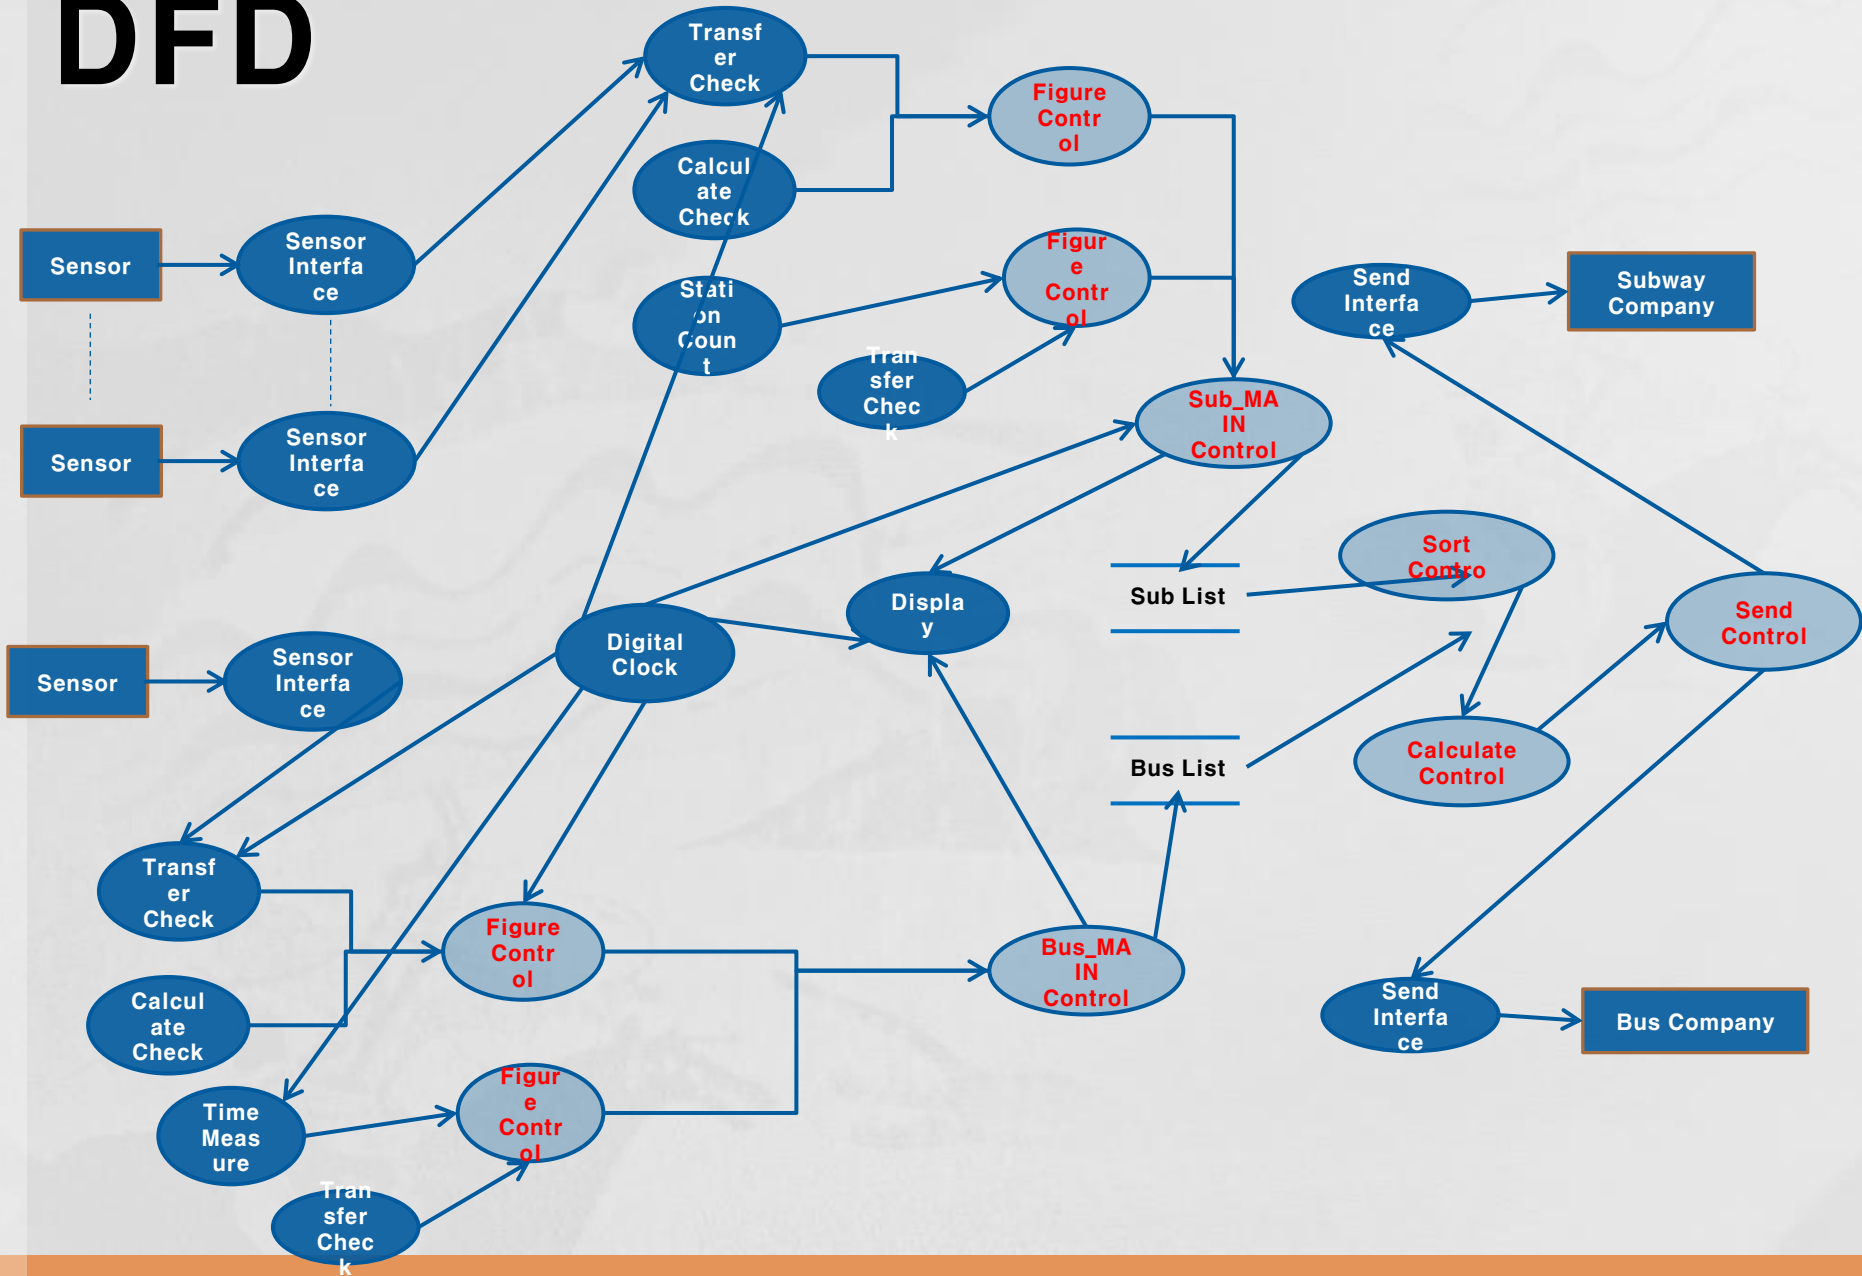 DFD
Transf
er
Check
Figure
Contr
ol
Calcul
ate
Check
Sensor
Sensor
Interfa
ce
Figur
e
Contr
ol
Stati
on
Coun
t
Send
Interfa
ce
Subway
Company
Tran
sfer
Chec
k
Sub_MA
IN
Control
Sensor
Sensor
Interfa
ce
Sort
Contro
Sub List
Displa
y
Send
Control
Digital
Clock
Sensor
Sensor
Interfa
ce
Bus List
Calculate
Control
Transf
er
Check
Figure
Contr
ol
Bus_MA
IN
Control
Calcul
ate
Check
Send
Interfa
ce
Bus Company
Time
Meas
ure
Figur
e
Contr
ol
Tran
sfer
Chec
k